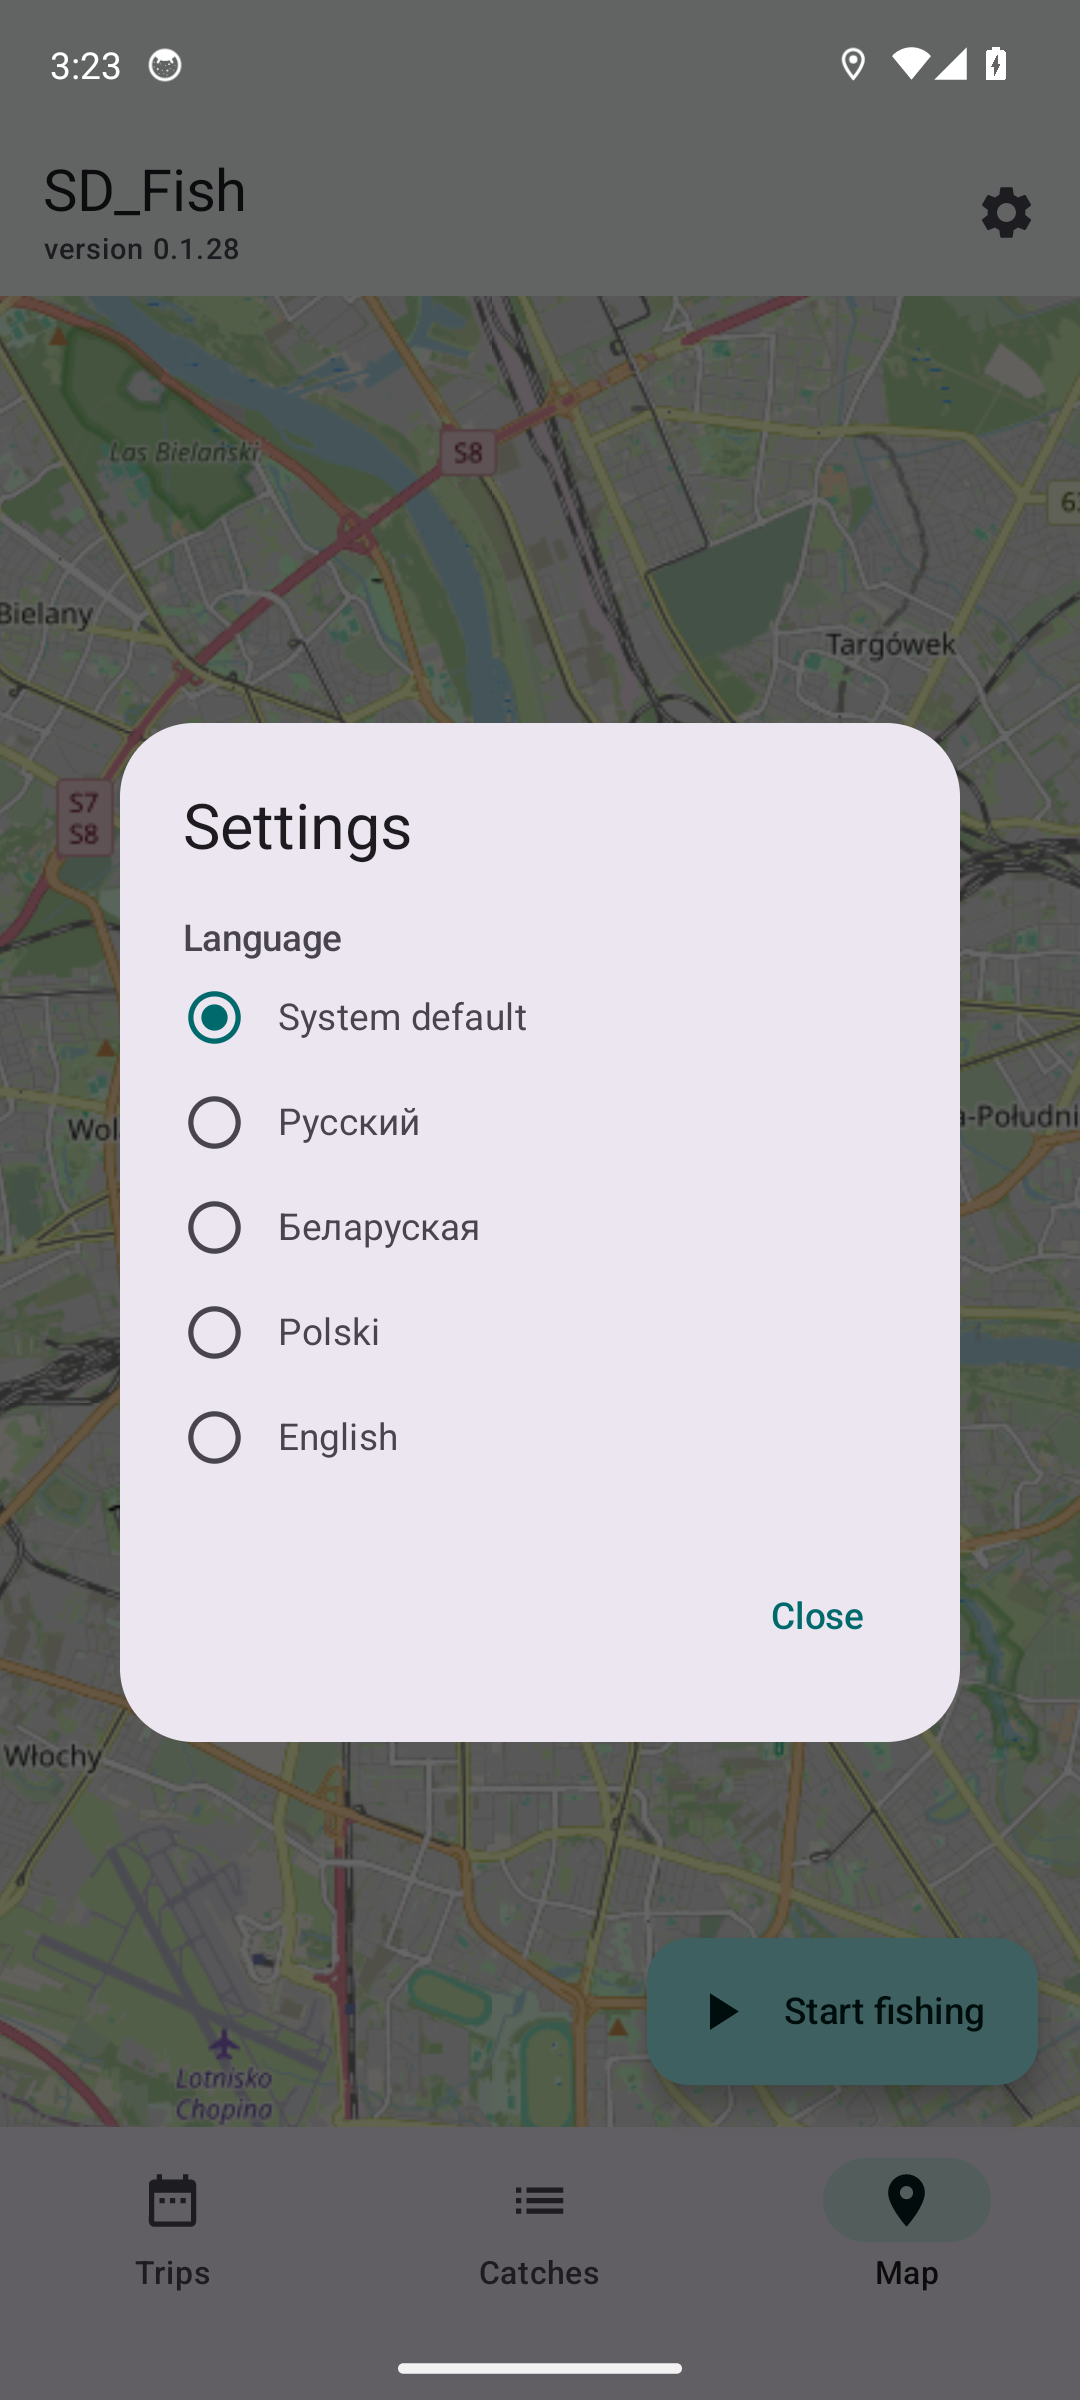 3:23
SD_Fish
version 0.1.28
Las Bielański
S8
Bielany
Targówek
S7
S8
Settings
Language
System default
Русский
Беларуская
Polski
English
Close
Włochy
Start fishing
Lotnisko
Chopina
Trips
Catches
Map